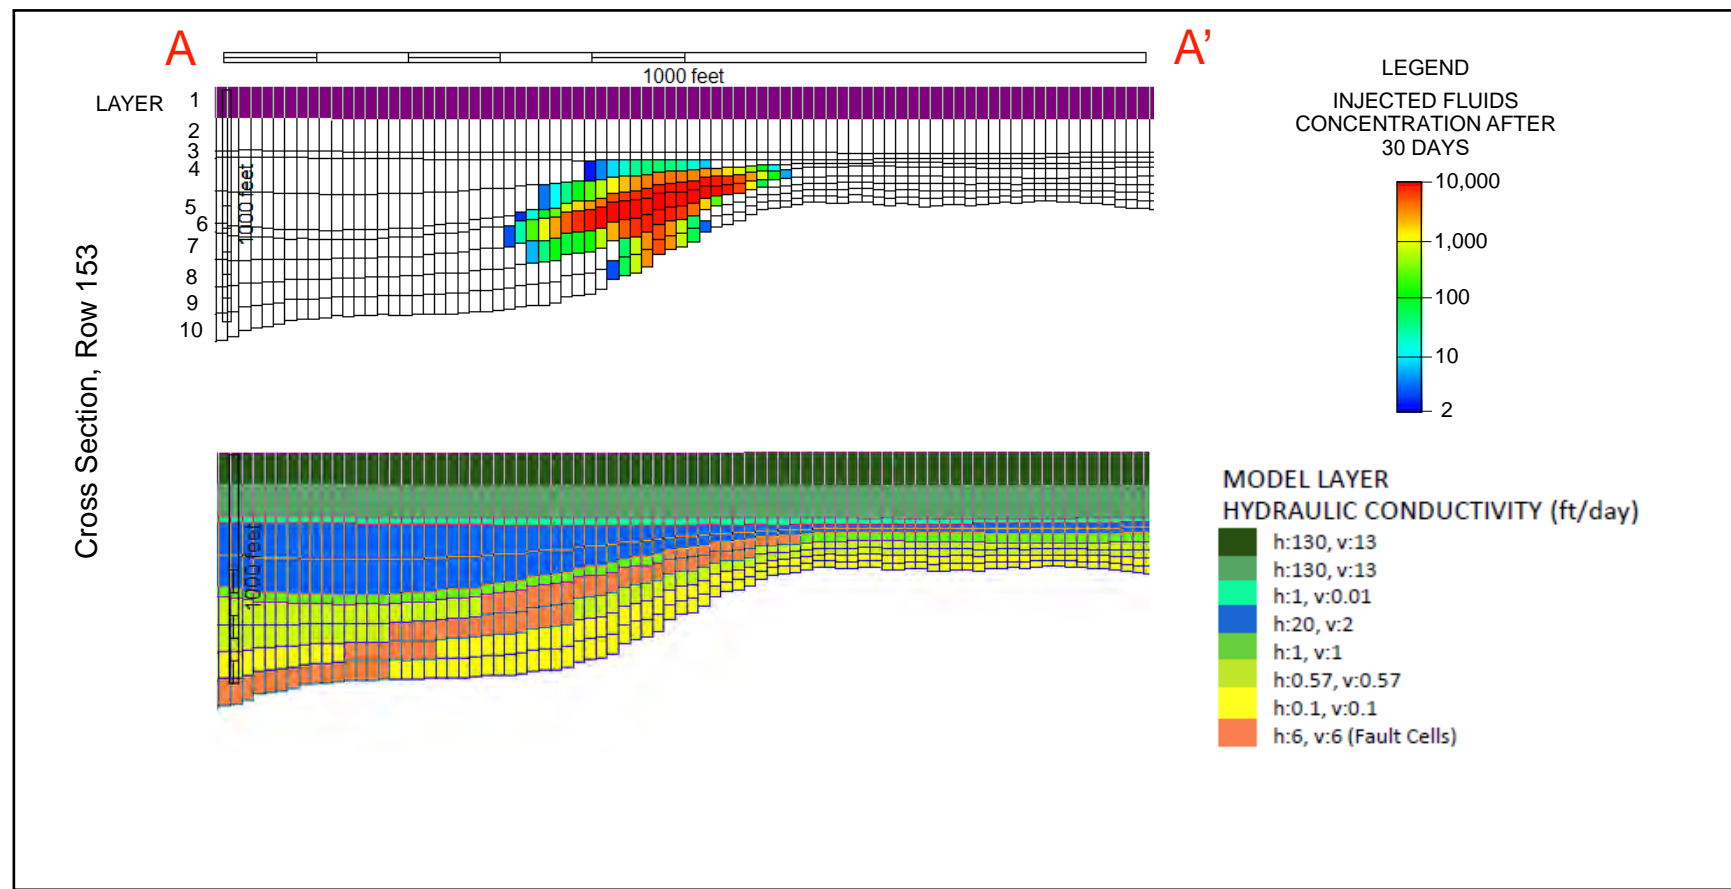 A
A’
1000 feet
LAYER
1
2
3
4
5
6
7
8
9
10
1000 feet
Cross Section, Row 153
LEGEND
INJECTED FLUIDS
CONCENTRATION AFTER
30 DAYS
10,000
1,000
100
10
2
1000 feet
MODEL LAYER
HYDRAULIC CONDUCTIVITY (ft/day)
h:130, v:13
h:130, v:13
h:1, v:0.01
h:20, v:2
h:1, v:1
h:0.57, v:0.57
h:0.1, v:0.1
h:6, v:6 (Fault Cells)